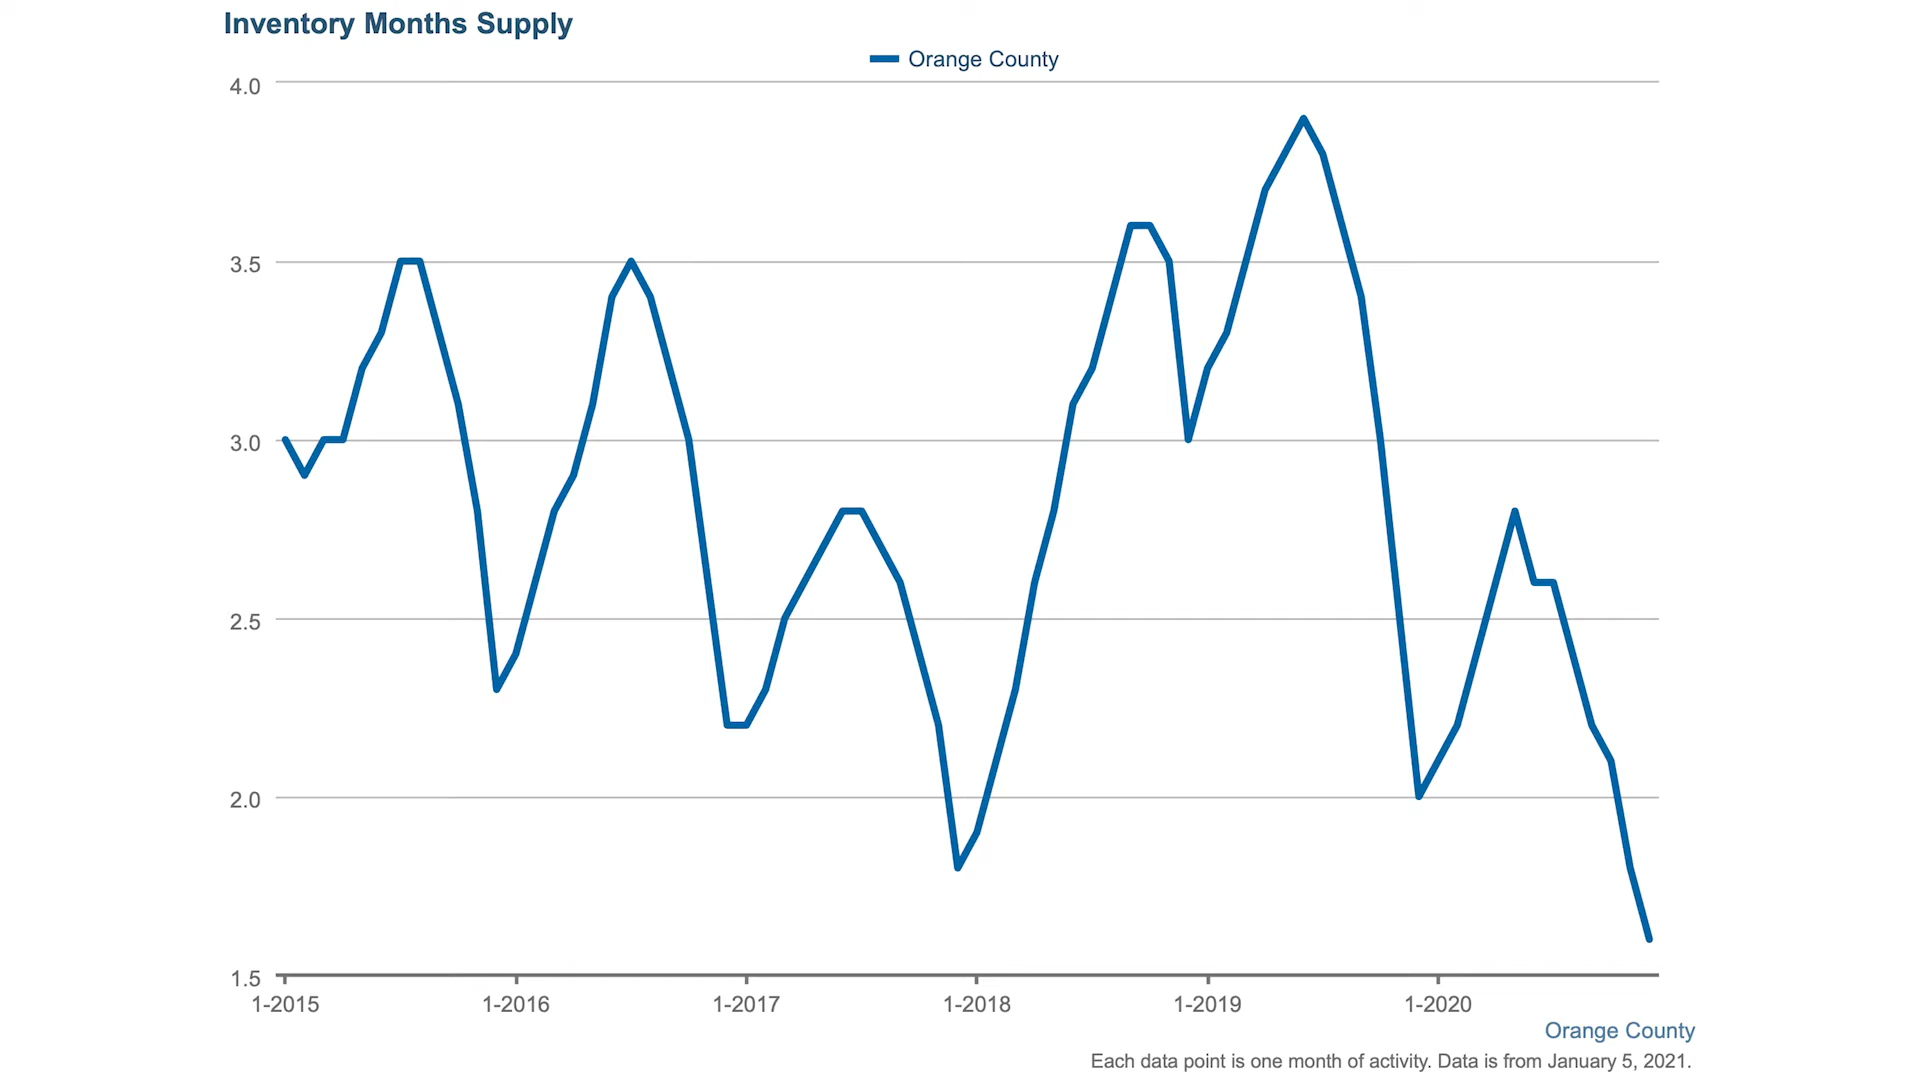 Inventory Months Supply
Orange County
4.0
3.5
3.0
2.5
2.0
1.5
1-2015 1-2016 1-2017 1-2018 1-2019 1-2020
Orange County
Each data point is one month of activity. Data is from January 5, 2021.